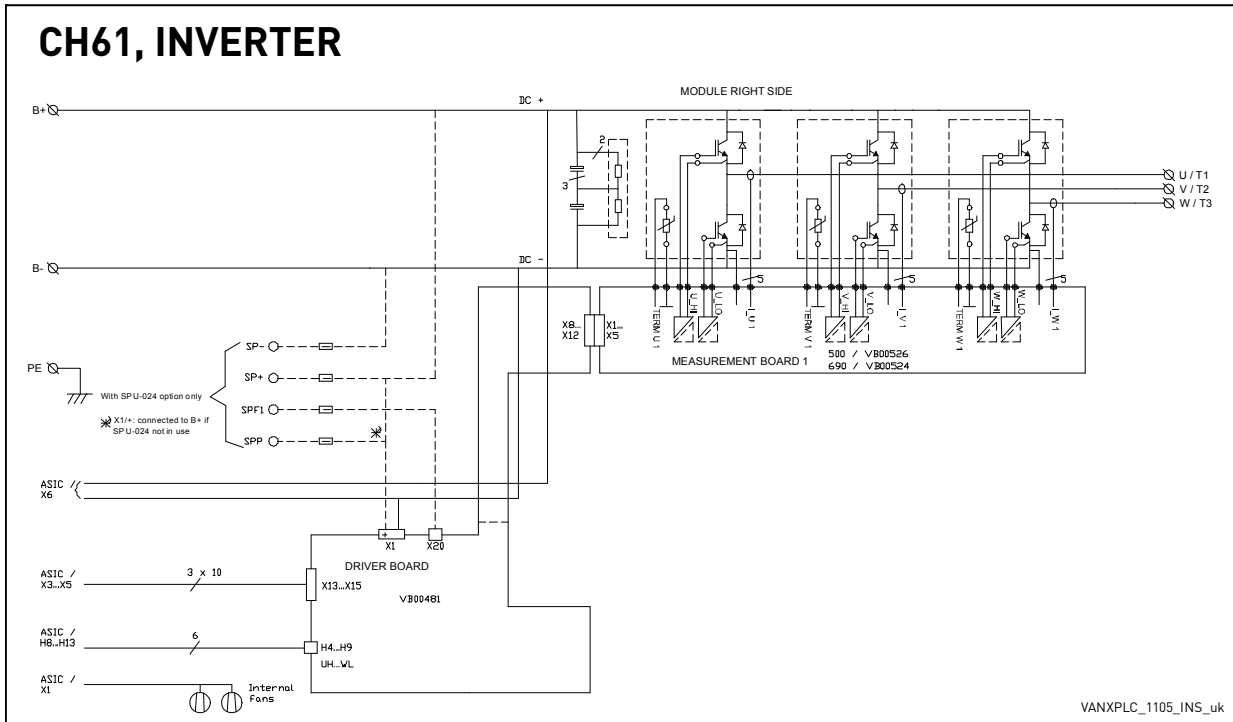 CH61, INVERTER
MODULE RIGHT SIDE
B+
DC +
2
3
U / T1
V / T2
W / T3
B-
DC -
5
5
5
TERM U 1
U_HI
U_LO
I_U 1
TERM V 1
V_HI
V_LO
I_V 1
TERM W 1
W_HI
W_LO
I_W 1
X8...
X12
X1...
X5
MEASUREMENT BOARD 1
500 / VB00526
690 / VB00524
PE
SP-
SP+
SPF1
SPP
With SPU-024 option only
X1/+: connected to B+ if
SPU-024 not in use
ASIC /
X6
+
X1
X20
DRIVER BOARD
VB00481
ASIC /
X3...X5
3 x 10
X13...X15
ASIC /
H8...H13
6
H4...H9
UH...WL
ASIC /
X1
Internal
Fans
VANXPLC_1105_INS_uk